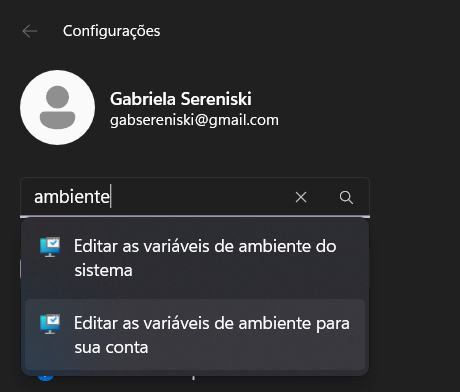 Configurações
Gabriela Sereniski
gabsereniski@gmail.com
ambiente
Editar as variáveis de ambiente do
sistema
Editar as variáveis de ambiente para
sua conta